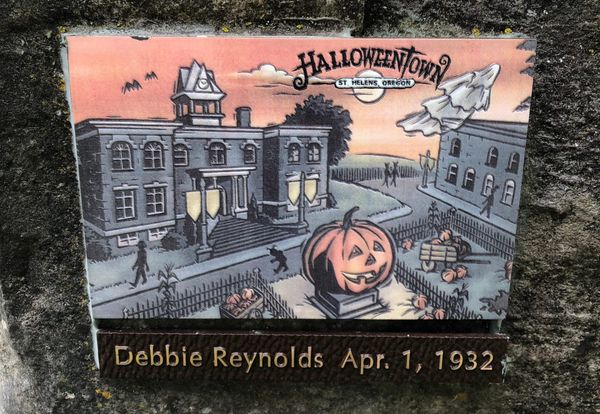 HALLOWEENTOWN
ST. HELENS, OREGON
Debbie Reynolds Apr. 1, 1932